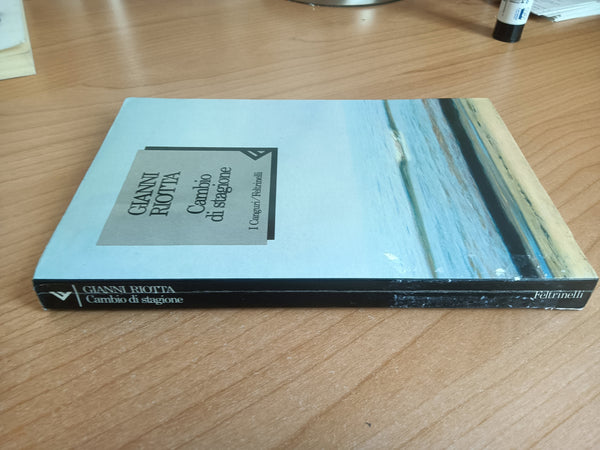 GIANNI
RIOTTA
Cambio
di stagione
I Canguri/Feltrinelli
GIANNI RIOTTA
Cambio di stagione
Feltrinelli